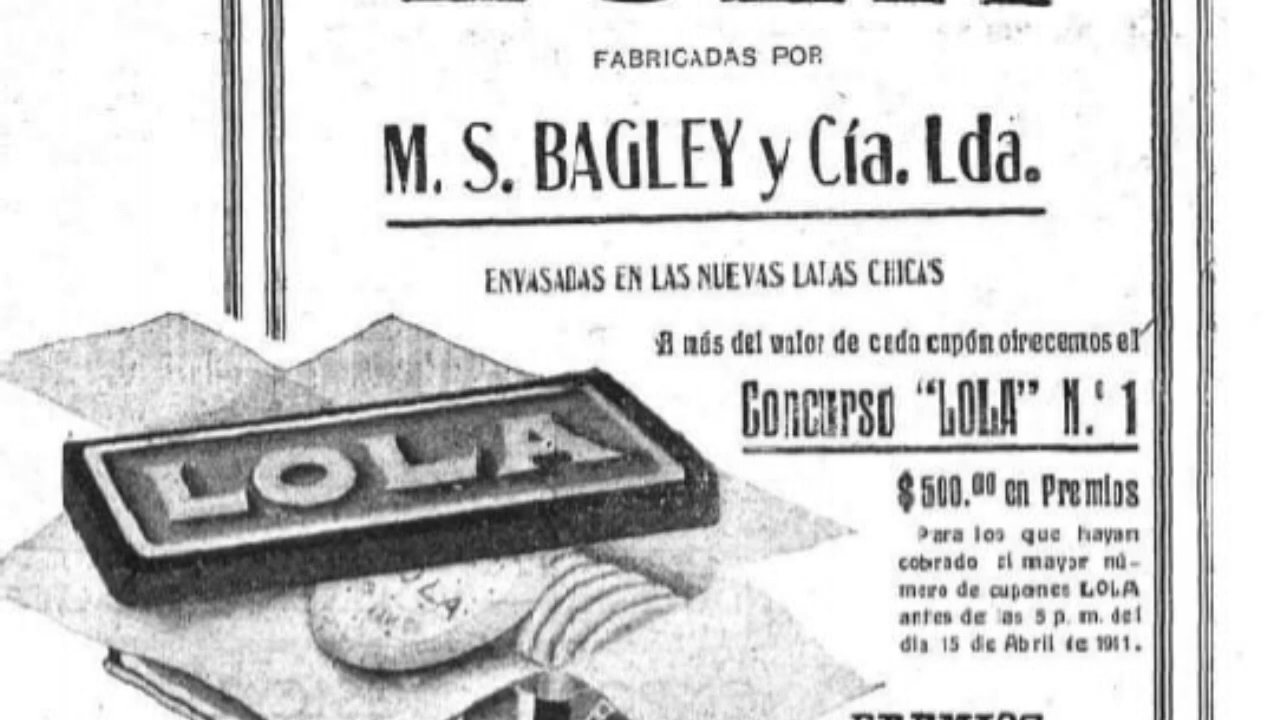 FABRICADAS POR
M. S. BAGLEY y Cía. Lda.
ENVASADAS EN LAS NUEVAS LATAS CHICAS
A más del valor de cada cupón ofrecemos el
Concurso "LOLA" N.º 1
$500.00 en Premios
Para los que hayan
cobrado el mayor nú-
mero de cupones LOLA
antes de las 5 p. m. del
día 15 de Abril de 1911.
LOLA
LOLA
PREMIOS